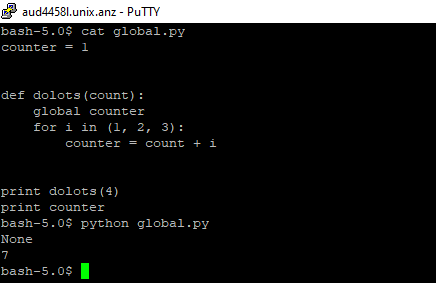 aud4458l.unix.anz - PuTTY
bash-5.0$ cat global.py
counter = 1
def dolots(count):
    global counter
    for i in (1, 2, 3):
        counter = count + i
print dolots(4)
print counter
bash-5.0$ python global.py
None
7
bash-5.0$